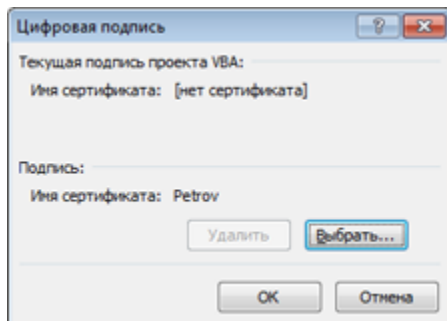 Цифровая подпись
Текущая подпись проекта VBA:
Имя сертификата: [нет сертификата]
Подпись:
Имя сертификата: Petrov
Удалить Выбрать...
ОК Отмена